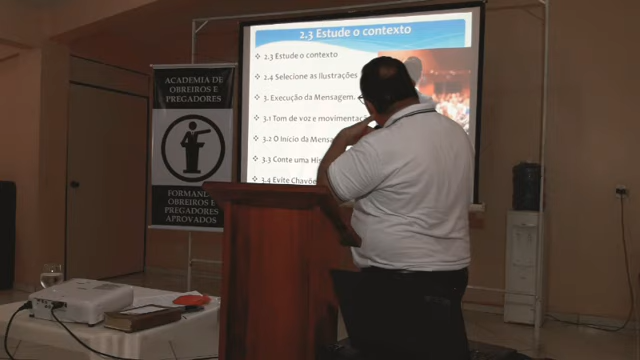 2.3 Estude o contexto
2.3 Estude o contexto
2.4 Selecione as Ilustrações
3. Execução da Mensagem.
3.1 Tom de voz e movimentaç
3.2 O Início da Mensa
3.3 Conte uma His
3.4 Evite Chavõe
ACADEMIA DE
OBREIROS E
PREGADORES
FORMAND
OBREIROS E
PREGADORES
APROVADOS